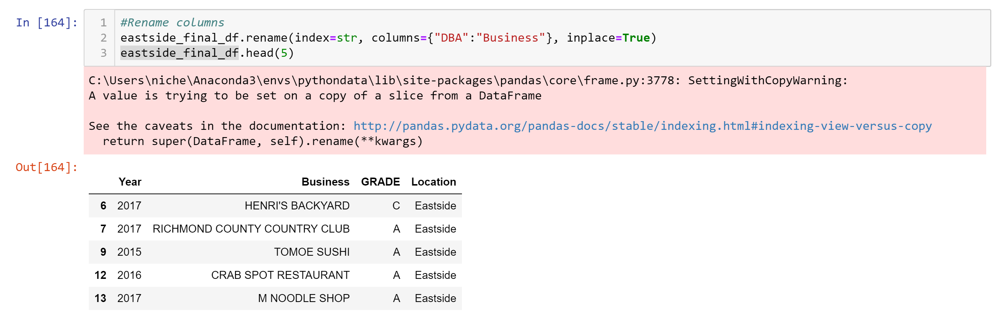 In [164]:
1 #Rename columns
2 eastside_final_df.rename(index=str, columns={"DBA":"Business"}, inplace=True)
3 eastside_final_df.head(5)
C:\Users\niche\Anaconda3\envs\pythondata\lib\site-packages\pandas\core\frame.py:3778: SettingWithCopyWarning:
A value is trying to be set on a copy of a slice from a DataFrame
See the caveats in the documentation: http://pandas.pydata.org/pandas-docs/stable/indexing.html#indexing-view-versus-copy
return super(DataFrame, self).rename(**kwargs)
Out[164]:
Year Business GRADE Location
6 2017 HENRI'S BACKYARD C Eastside
7 2017 RICHMOND COUNTY COUNTRY CLUB A Eastside
9 2015 TOMOE SUSHI A Eastside
12 2016 CRAB SPOT RESTAURANT A Eastside
13 2017 M NOODLE SHOP A Eastside